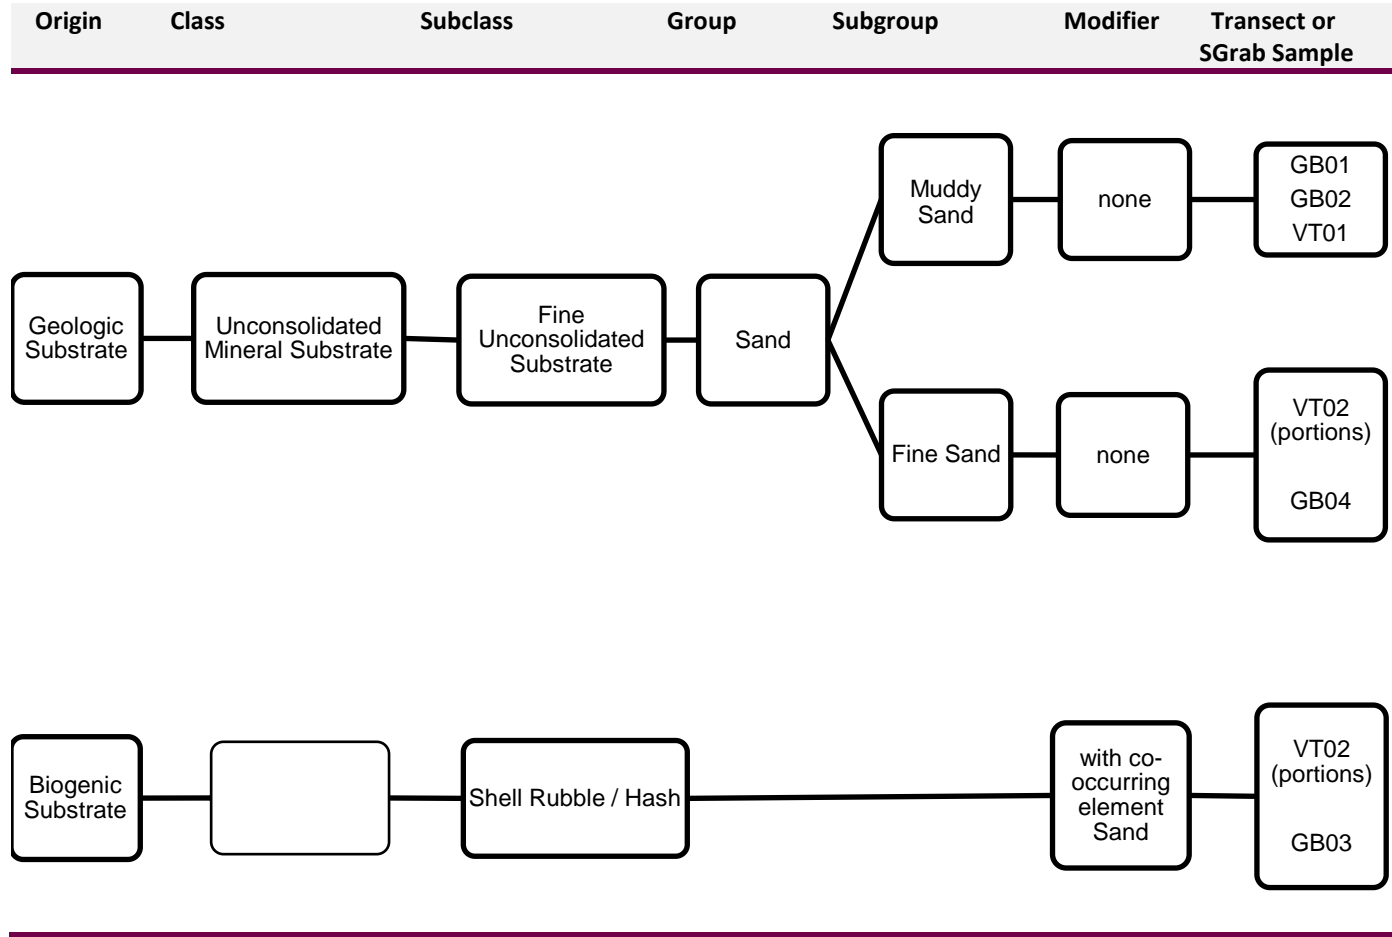 Origin Class Subclass Group Subgroup Modifier Transect or
SGrab Sample
Muddy
Sand
none
GB01
GB02
VT01
Geologic
Substrate
Unconsolidated
Mineral Substrate
Fine
Unconsolidated
Substrate
Sand
Fine Sand
none
VT02
(portions)
GB04
Biogenic
Substrate
Shell Rubble / Hash
with co-
occurring
element
Sand
VT02
(portions)
GB03